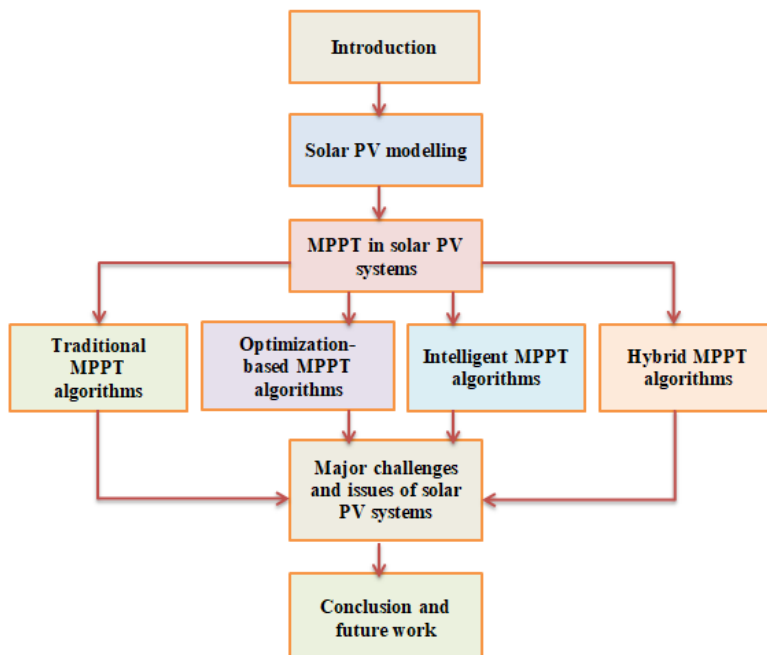 Introduction
Solar PV modelling
MPPT in solar PV
systems
Traditional
MPPT
algorithms
Optimization-
based MPPT
algorithms
Intelligent MPPT
algorithms
Hybrid MPPT
algorithms
Major challenges
and issues of solar
PV systems
Conclusion and
future work